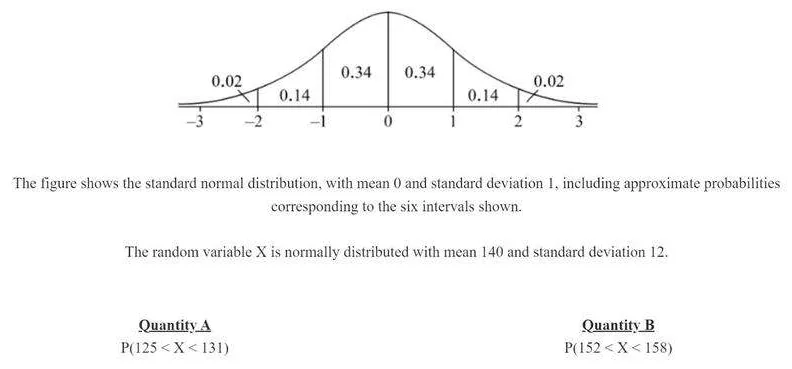 0.34 0.34
0.02 0.02
0.14 0.14
–3 –2 –1 0 1 2 3
The figure shows the standard normal distribution, with mean 0 and standard deviation 1, including approximate probabilities
corresponding to the six intervals shown.
The random variable X is normally distributed with mean 140 and standard deviation 12.
Quantity A Quantity B
P(125 < X < 131) P(152 < X < 158)